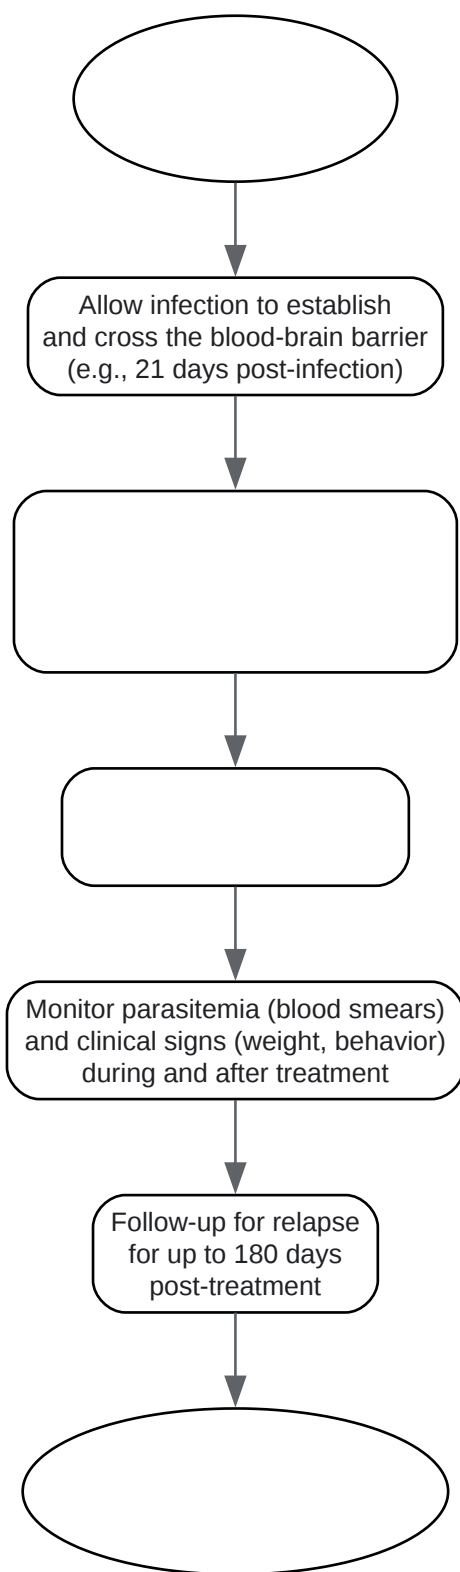 Allow infection to establish
and cross the blood-brain barrier
(e.g., 21 days post-infection)
Monitor parasitemia (blood smears)
and clinical signs (weight, behavior)
during and after treatment
Follow-up for relapse
for up to 180 days
post-treatment